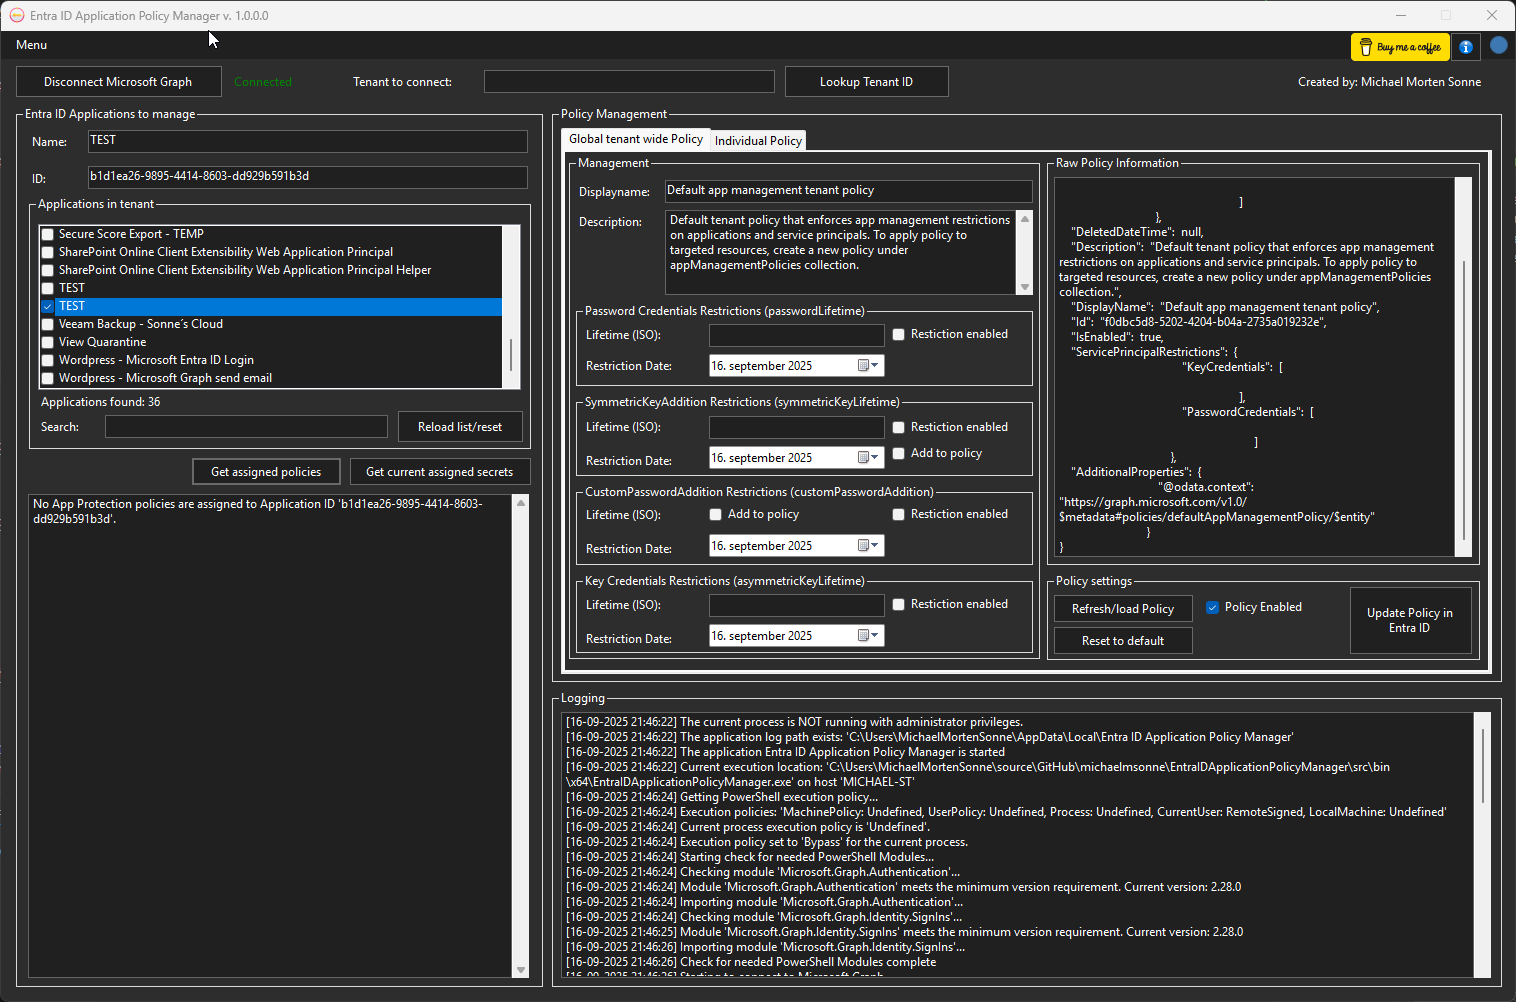 Entra ID Application Policy Manager v. 1.0.0.0
Menu
Buy me a coffee
Disconnect Microsoft Graph
Connected
Tenant to connect:
Lookup Tenant ID
Created by: Michael Morten Sonne
Entra ID Applications to manage
Name:
TEST
ID:
b1d1ea26-9895-4414-8603-dd929b591b3d
Applications in tenant
Secure Score Export - TEMP
SharePoint Online Client Extensibility Web Application Principal
SharePoint Online Client Extensibility Web Application Principal Helper
TEST
TEST
Veeam Backup - Sonne´s Cloud
View Quarantine
Wordpress - Microsoft Entra ID Login
Wordpress - Microsoft Graph send email
Applications found: 36
Search:
Reload list/reset
Get assigned policies
Get current assigned secrets
No App Protection policies are assigned to Application ID 'b1d1ea26-9895-4414-8603-
dd929b591b3d'.
Policy Management
Global tenant wide Policy
Individual Policy
Management
Displayname:
Default app management tenant policy
Description:
Default tenant policy that enforces app management restrictions
on applications and service principals. To apply policy to
targeted resources, create a new policy under
appManagementPolicies collection.
Password Credentials Restrictions (passwordLifetime)
Lifetime (ISO):
Restiction enabled
Restriction Date:
16. september 2025
SymmetricKeyAddition Restrictions (symmetricKeyLifetime)
Lifetime (ISO):
Restiction enabled
Restriction Date:
16. september 2025
Add to policy
CustomPasswordAddition Restrictions (customPasswordAddition)
Lifetime (ISO):
Add to policy
Restiction enabled
Restriction Date:
16. september 2025
Key Credentials Restrictions (asymmetricKeyLifetime)
Lifetime (ISO):
Restiction enabled
Restriction Date:
16. september 2025
Raw Policy Information
]
},
"DeletedDateTime": null,
"Description": "Default tenant policy that enforces app management
restrictions on applications and service principals. To apply policy to
targeted resources, create a new policy under appManagementPolicies
collection.",
"DisplayName": "Default app management tenant policy",
"Id": "f0dbc5d8-5202-4204-b04a-2735a019232e",
"IsEnabled": true,
"ServicePrincipalRestrictions": {
"KeyCredentials": [
],
"PasswordCredentials": [
]
},
"AdditionalProperties": {
"@odata.context":
"https://graph.microsoft.com/v1.0/
$metadata#policies/defaultAppManagementPolicy/$entity"
}
}
Policy settings
Refresh/load Policy
Policy Enabled
Reset to default
Update Policy in
Entra ID
Logging
[16-09-2025 21:46:22] The current process is NOT running with administrator privileges.
[16-09-2025 21:46:22] The application log path exists: 'C:\Users\MichaelMortenSonne\AppData\Local\Entra ID Application Policy Manager'
[16-09-2025 21:46:22] The application Entra ID Application Policy Manager is started
[16-09-2025 21:46:22] Current execution location: 'C:\Users\MichaelMortenSonne\source\GitHub\michaelmsonne\EntraIDApplicationPolicyManager\src\bin
\x64\EntraIDApplicationPolicyManager.exe' on host 'MICHAEL-ST'
[16-09-2025 21:46:24] Getting PowerShell execution policy...
[16-09-2025 21:46:24] Execution policies: 'MachinePolicy: Undefined, UserPolicy: Undefined, Process: Undefined, CurrentUser: RemoteSigned, LocalMachine: Undefined'
[16-09-2025 21:46:24] Current process execution policy is 'Undefined'.
[16-09-2025 21:46:24] Execution policy set to 'Bypass' for the current process.
[16-09-2025 21:46:24] Starting check for needed PowerShell Modules...
[16-09-2025 21:46:24] Checking module 'Microsoft.Graph.Authentication'...
[16-09-2025 21:46:24] Module 'Microsoft.Graph.Authentication' meets the minimum version requirement. Current version: 2.28.0
[16-09-2025 21:46:24] Importing module 'Microsoft.Graph.Authentication'...
[16-09-2025 21:46:24] Checking module 'Microsoft.Graph.Identity.SignIns'...
[16-09-2025 21:46:25] Module 'Microsoft.Graph.Identity.SignIns' meets the minimum version requirement. Current version: 2.28.0
[16-09-2025 21:46:26] Importing module 'Microsoft.Graph.Identity.SignIns'...
[16-09-2025 21:46:26] Check for needed PowerShell Modules complete
[16-09-2025 21:46:26] Starting to connect to Microsoft Graph